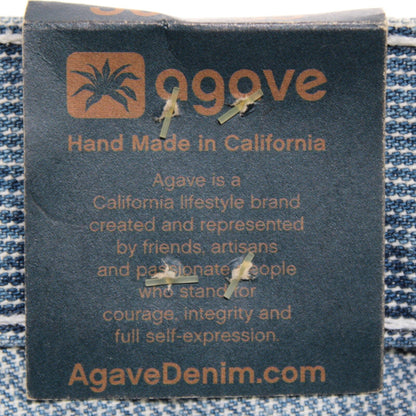 agave
Hand Made in California
Agave is a
California lifestyle brand
created and represented
by friends, artisans
and passionate people
who stand for
courage, integrity and
full self-expression.
AgaveDenim.com